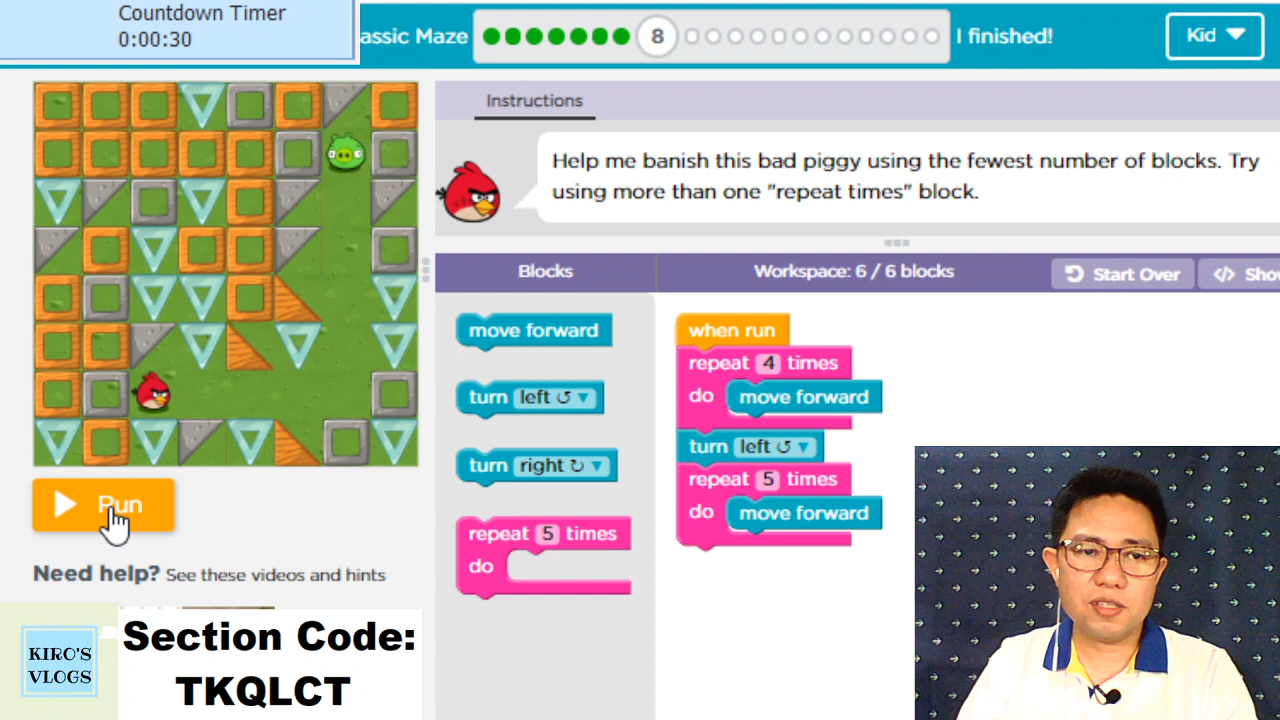 Countdown Timer
0:00:30
assic Maze
8
I finished!
Kid
Instructions
Help me banish this bad piggy using the fewest number of blocks. Try
using more than one "repeat times" block.
Blocks
Workspace: 6 / 6 blocks
Start Over
</> Show
move forward
turn left ↺ ▼
turn right ↻ ▼
repeat 5 times
do
when run
repeat 4 times
do move forward
turn left ↺ ▼
repeat 5 times
do move forward
Run
Need help? See these videos and hints
KIRO'S
VLOGS
Section Code:
TKQLCT